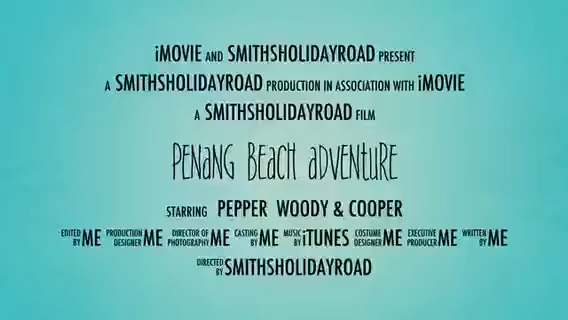 iMOVIE AND SMITHSHOLIDAYROAD PRESENT
A SMITHSHOLIDAYROAD PRODUCTION IN ASSOCIATION WITH iMOVIE
A SMITHSHOLIDAYROAD FILM
PENANG BEACH ADVENTURE
STARRING PEPPER WOODY & COOPER
EDITED BY ME PRODUCTION DESIGNER ME DIRECTOR OF PHOTOGRAPHY ME CASTING BY ME MUSIC BY iTUNES COSTUME DESIGNER ME EXECUTIVE PRODUCER ME WRITTEN BY ME
DIRECTED BY SMITHSHOLIDAYROAD